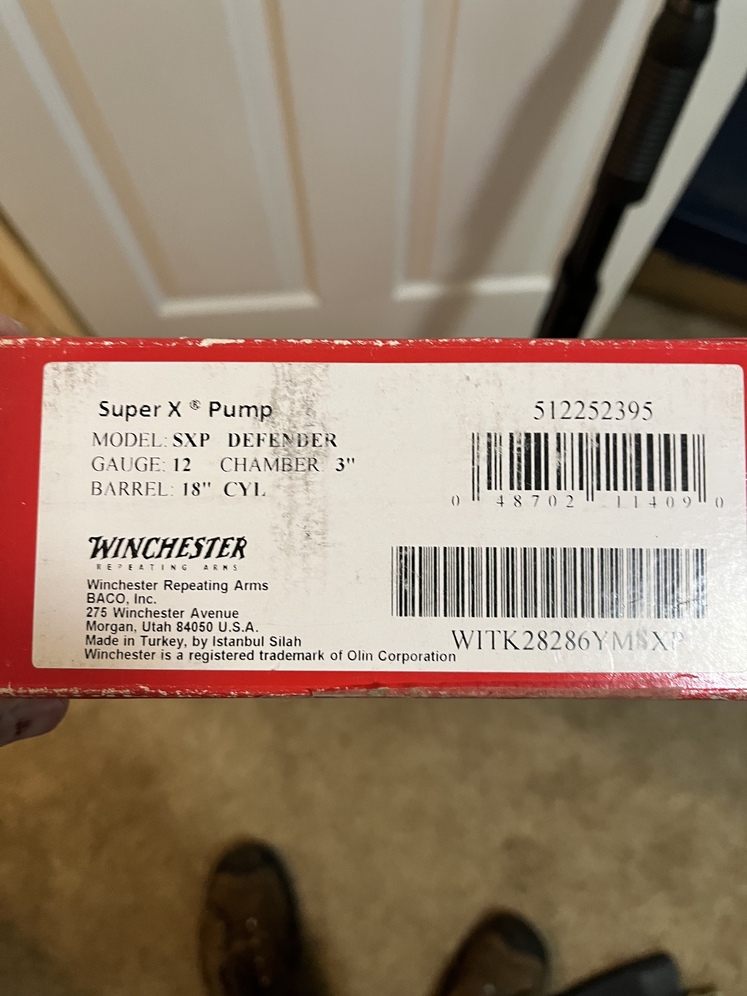 Super X ® Pump
MODEL: SXP DEFENDER
GAUGE: 12 CHAMBER: 3"
BARREL: 18" CYL
WINCHESTER
REPEATING ARMS
Winchester Repeating Arms
BACO, Inc.
275 Winchester Avenue
Morgan, Utah 84050 U.S.A.
Made in Turkey, by Istanbul Silah
Winchester is a registered trademark of Olin Corporation
512252395
0 48702 11409 0
WITK28286YMSXP